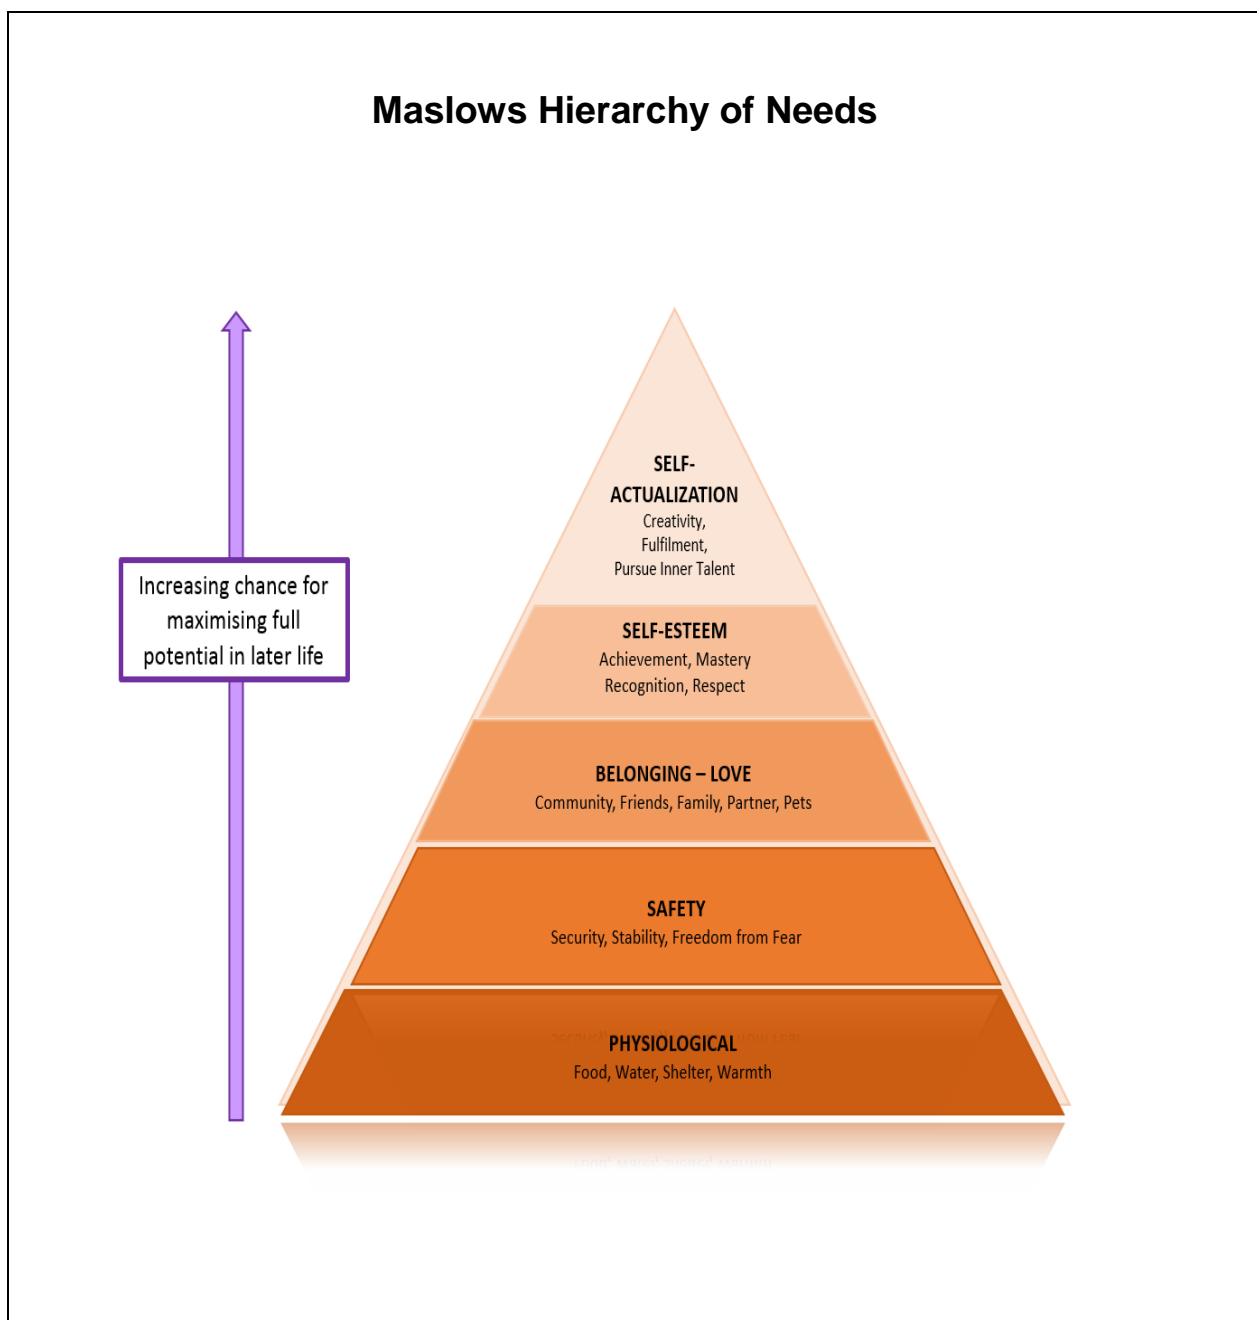 Maslows Hierarchy of Needs
SELF-
ACTUALIZATION
Creativity,
Fulfilment,
Pursue Inner Talent
Increasing chance for
maximising full
potential in later life
SELF-ESTEEM
Achievement, Mastery
Recognition, Respect
BELONGING – LOVE
Community, Friends, Family, Partner, Pets
SAFETY
Security, Stability, Freedom from Fear
PHYSIOLOGICAL
Food, Water, Shelter, Warmth